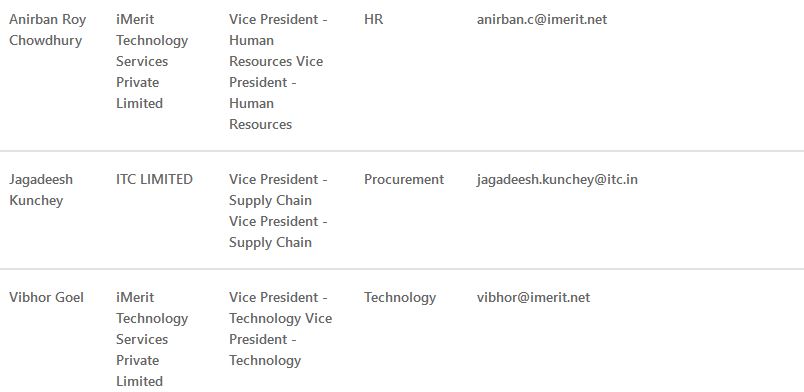 Anirban Roy
Chowdhury
iMerit
Technology
Services
Private
Limited
Vice President -
Human
Resources Vice
President -
Human
Resources
HR
anirban.c@imerit.net
Jagadeesh
Kunchey
ITC LIMITED
Vice President -
Supply Chain
Vice President -
Supply Chain
Procurement
jagadeesh.kunchey@itc.in
Vibhor Goel
iMerit
Technology
Services
Private
Limited
Vice President -
Technology Vice
President -
Technology
Technology
vibhor@imerit.net